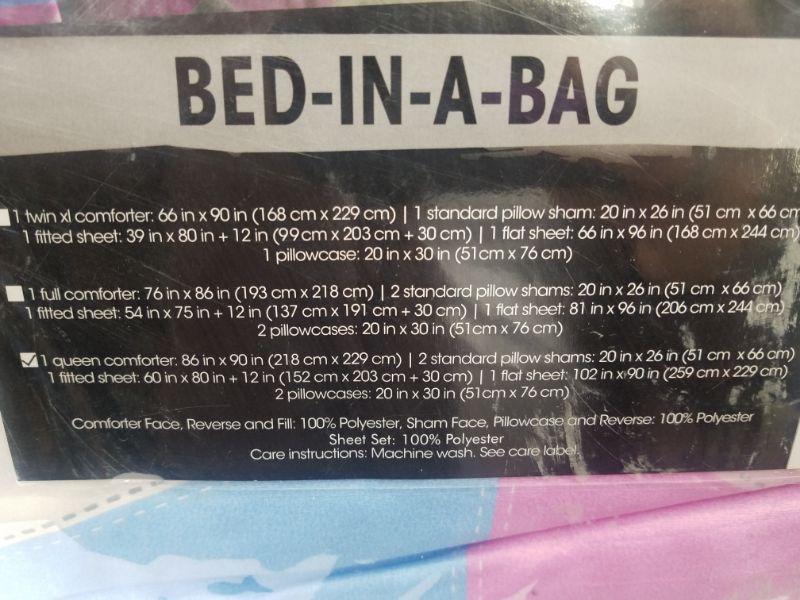 BED-IN-A-BAG
1 twin xl comforter: 66 in x 90 in (168 cm x 229 cm) | 1 standard pillow sham: 20 in x 26 in (51 cm x 66 cm
1 fitted sheet: 39 in x 80 in + 12 in (99 cm x 203 cm + 30 cm) | 1 flat sheet: 66 in x 96 in (168 cm x 244 cm)
1 pillowcase: 20 in x 30 in (51cm x 76 cm)
1 full comforter: 76 in x 86 in (193 cm x 218 cm) | 2 standard pillow shams: 20 in x 26 in (51 cm x 66 cm)
1 fitted sheet: 54 in x 75 in + 12 in (137 cm x 191 cm + 30 cm) | 1 flat sheet: 81 in x 96 in (206 cm x 244 cm)
2 pillowcases: 20 in x 30 in (51cm x 76 cm)
1 queen comforter: 86 in x 90 in (218 cm x 229 cm) | 2 standard pillow shams: 20 in x 26 in (51 cm x 66 cm)
1 fitted sheet: 60 in x 80 in + 12 in (152 cm x 203 cm + 30 cm) | 1 flat sheet: 102 in x 90 in (259 cm x 229 cm)
2 pillowcases: 20 in x 30 in (51cm x 76 cm)
Comforter Face, Reverse and Fill: 100% Polyester, Sham Face, Pillowcase and Reverse: 100% Polyester
Sheet Set: 100% Polyester
Care instructions: Machine wash. See care label.